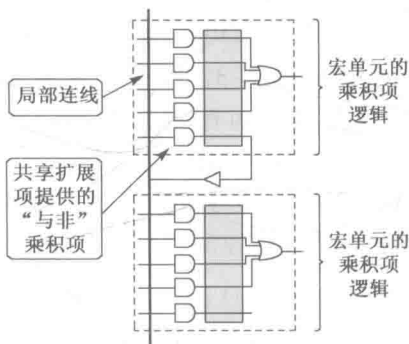 局部连线
共享扩展
项提供的
“与非”
乘积项
宏单元的
乘积项
逻辑
宏单元的
乘积项
逻辑